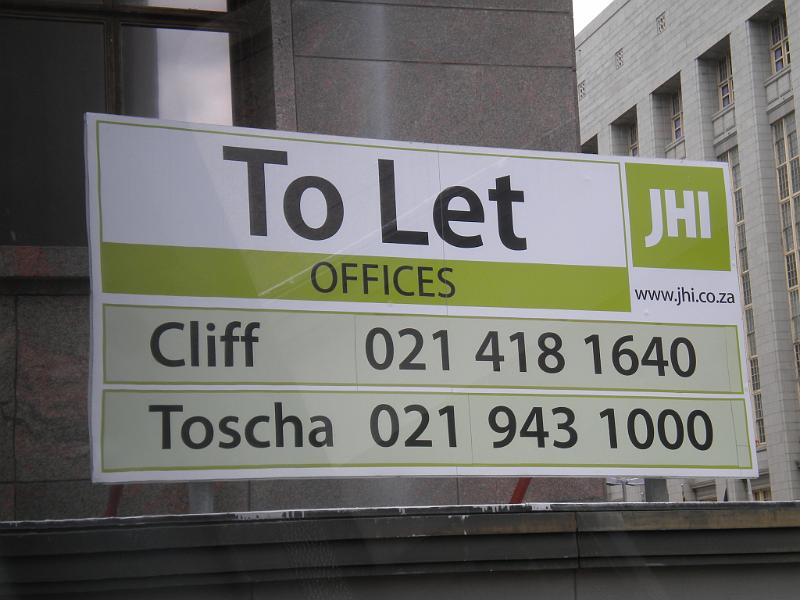 To Let
JHI
OFFICES
www.jhi.co.za
Cliff 021 418 1640
Toscha 021 943 1000